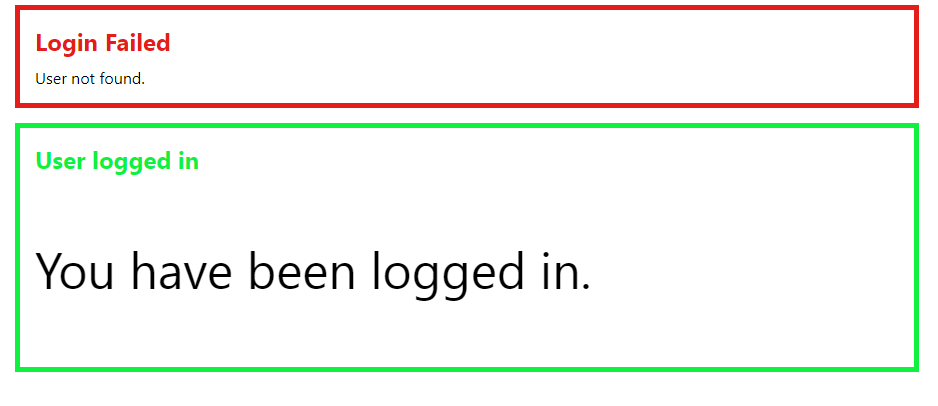 Login Failed
User not found.
User logged in
You have been logged in.